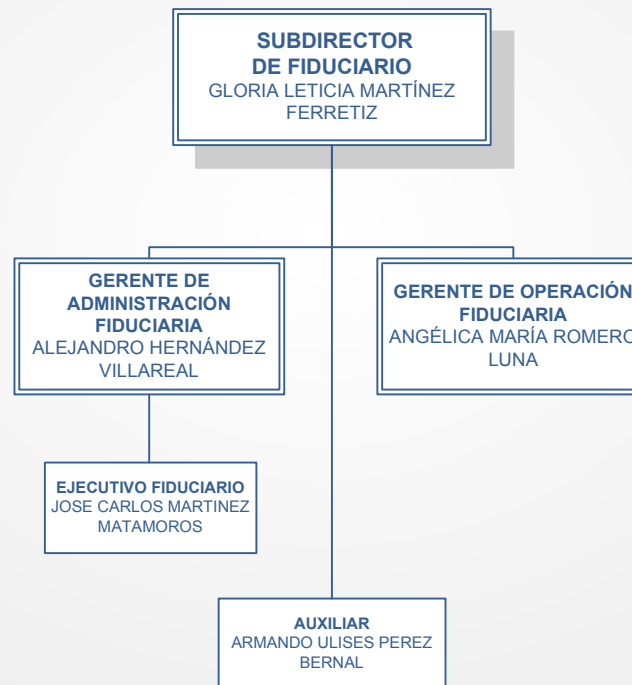 SUBDIRECTOR
DE FIDUCIARIO
GLORIA LETICIA MARTÍNEZ
FERRETIZ
GERENTE DE
ADMINISTRACIÓN
FIDUCIARIA
ALEJANDRO HERNÁNDEZ
VILLAREAL
GERENTE DE OPERACIÓN
FIDUCIARIA
ANGÉLICA MARÍA ROMERO
LUNA
EJECUTIVO FIDUCIARIO
JOSE CARLOS MARTINEZ
MATAMOROS
AUXILIAR
ARMANDO ULISES PEREZ
BERNAL